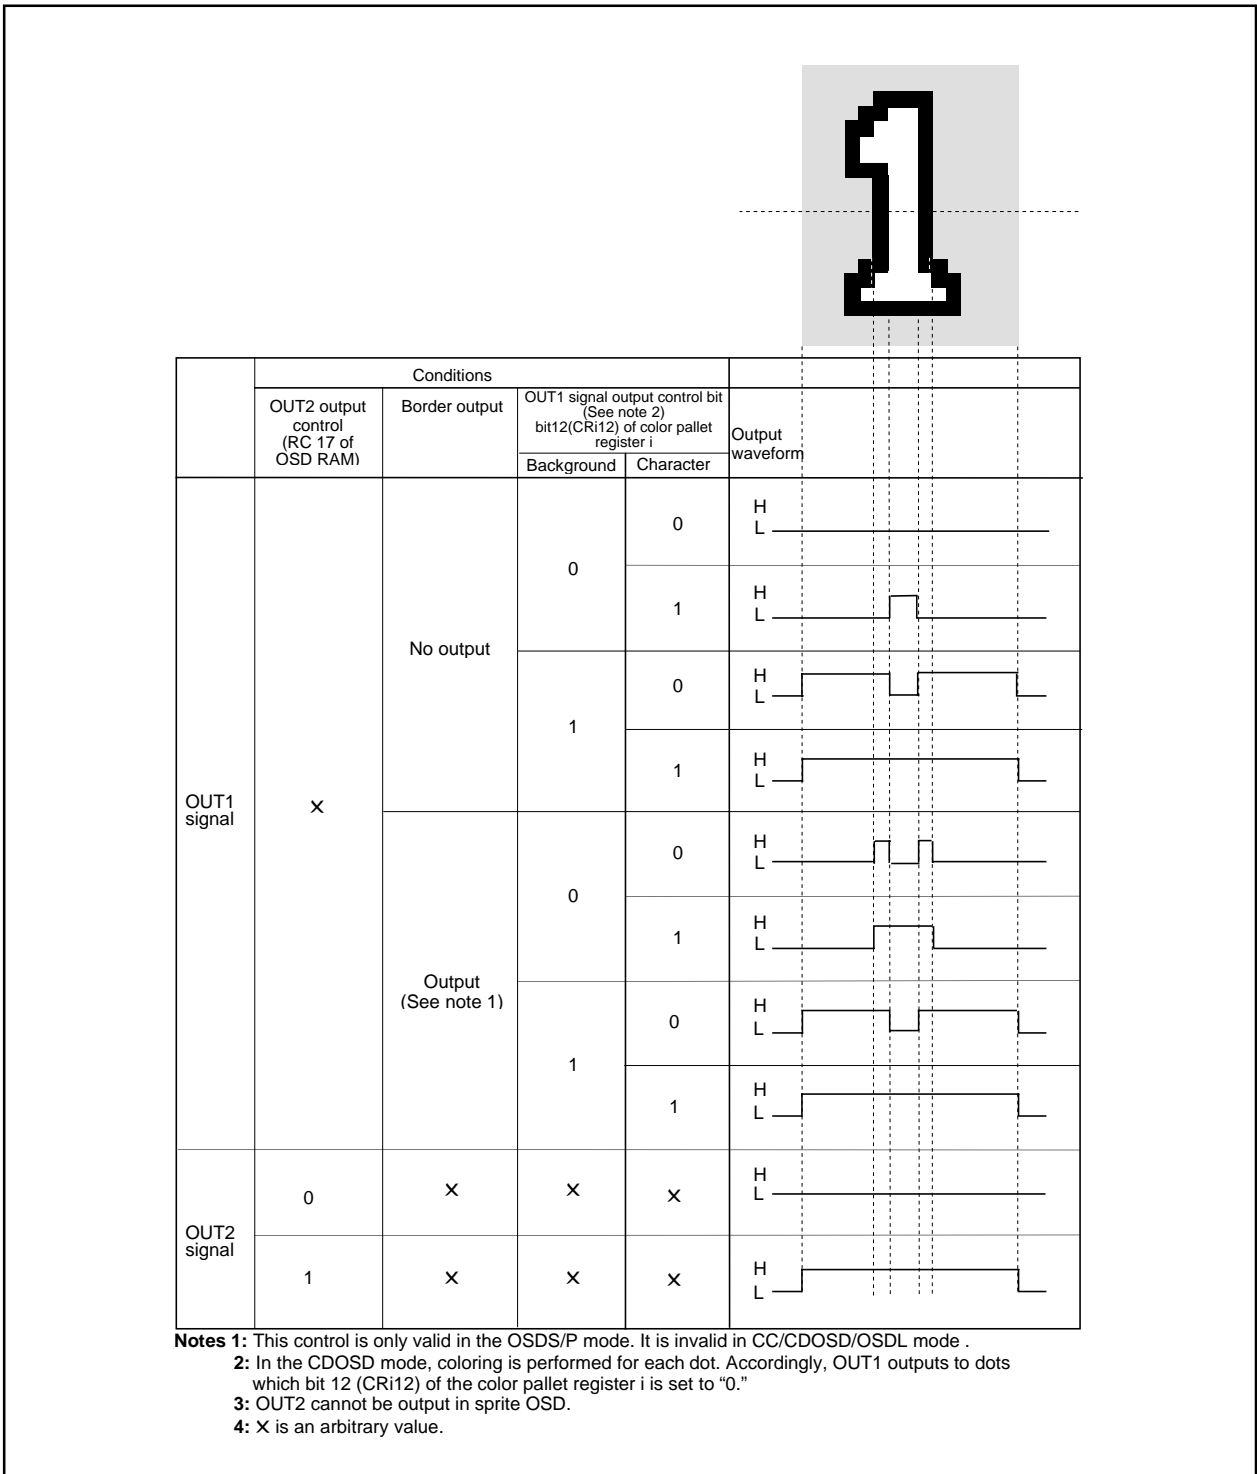 Conditions
OUT2 output
control
(RC 17 of
OSD RAM)
Border output
OUT1 signal output control bit
(See note 2)
bit12(CRi12) of color pallet
register i
Background
Character
Output
waveform
OUT1
signal
×
No output
0
0
H
L
1
H
L
1
0
H
L
1
H
L
Output
(See note 1)
0
0
H
L
1
H
L
1
0
H
L
1
H
L
OUT2
signal
0
×
×
×
H
L
1
×
×
×
H
L
Notes 1: This control is only valid in the OSDS/P mode. It is invalid in CC/CDOSD/OSDL mode .
2: In the CDOSD mode, coloring is performed for each dot. Accordingly, OUT1 outputs to dots
which bit 12 (CRi12) of the color pallet register i is set to “0.”
3: OUT2 cannot be output in sprite OSD.
4: × is an arbitrary value.